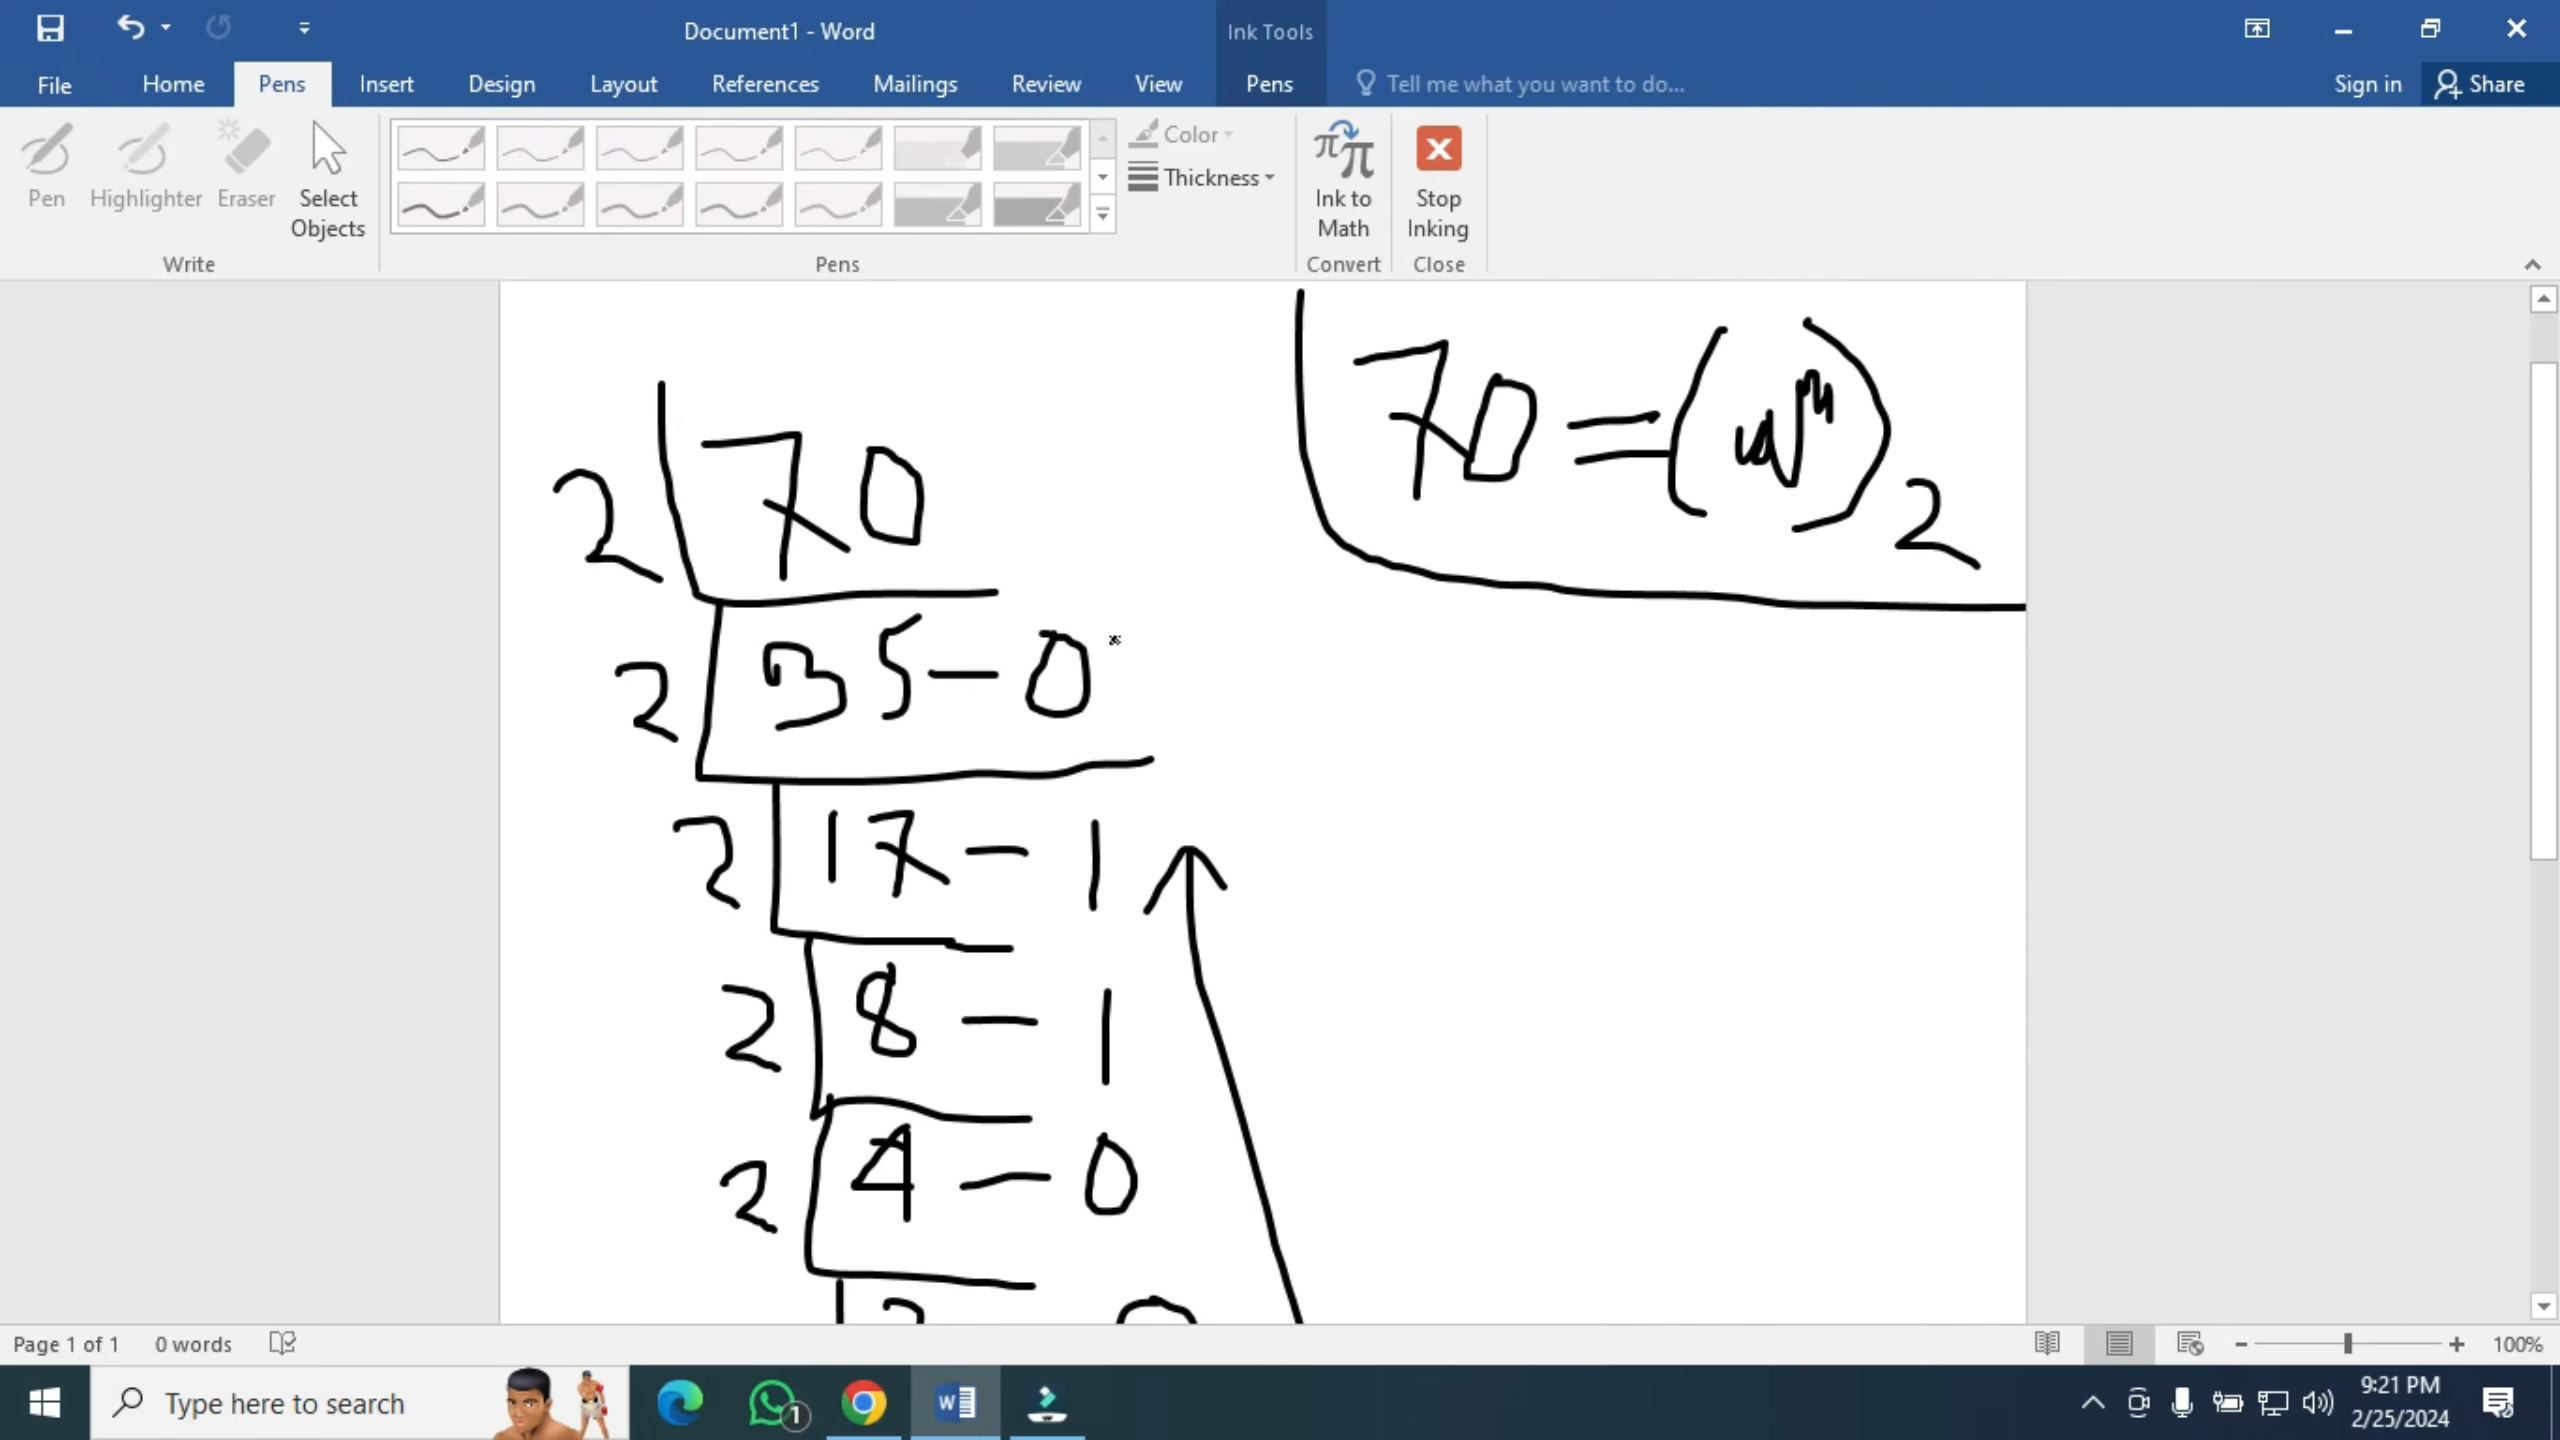 Document1 - Word
Ink Tools
File Home Pens Insert Design Layout References Mailings Review View Pens Tell me what you want to do... Sign in Share
Pen Highlighter Eraser Select Objects
Color
Thickness
Ink to Math
Stop Inking
Write Pens Convert Close
70 = ( )2
2 70
2 35 - 0
2 17 - 1
2 8 - 1
2 4 - 0
Page 1 of 1 0 words 100%
Type here to search
1
9:21 PM
2/25/2024